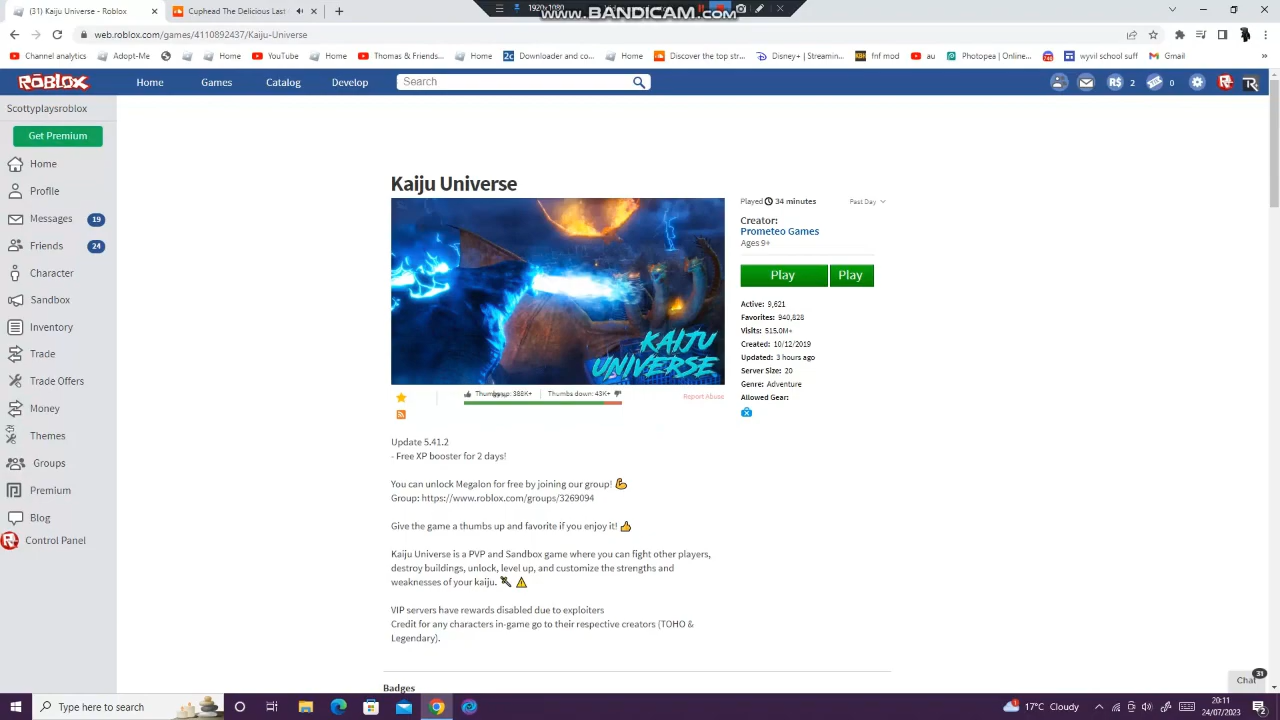 1920x1080
www.BANDICAM.com
(31) Kaiju Universe - Roblox
Cuphead The Delicious Last
web.roblox.com/games/4110892437/Kaiju-Universe
Channel analytics
Adopt-Me
Home
YouTube
Thomas & Friends...
Home
Downloader and co...
Home
Discover the top str...
Disney+ | Streamin...
fnf mod
au
Photopea | Online...
wyvil school suff
Gmail
ROBLOX
Home
Games
Catalog
Develop
Search
R$ 2
0
Scottyplaysroblox
Get Premium
Home
Profile
Messages 19
Friends 24
Character
Sandbox
Inventory
Trade
Trade Offers
Money
Themes
Groups
Premium
Blog
Control Panel
Kaiju Universe
KAIJU
UNIVERSE
Thumbs up: 388K+
Thumbs down: 43K+
Report Abuse
Played 34 minutes
Past Day
Creator:
Prometeo Games
Ages 9+
Play
Play
Active: 9,621
Favorites: 940,828
Visits: 515.0M+
Created: 10/12/2019
Updated: 3 hours ago
Server Size: 20
Genre: Adventure
Allowed Gear:
Update 5.41.2
- Free XP booster for 2 days!
You can unlock Megalon for free by joining our group! 💪
Group: https://www.roblox.com/groups/3269094
Give the game a thumbs up and favorite if you enjoy it! 👍
Kaiju Universe is a PVP and Sandbox game where you can fight other players,
destroy buildings, unlock, level up, and customize the strengths and
weaknesses of your kaiju.
VIP servers have rewards disabled due to exploiters
Credit for any characters in-game go to their respective creators (TOHO &
Legendary).
Badges
Chat 31
Type here to search
17°C Cloudy
20:11
24/07/2023